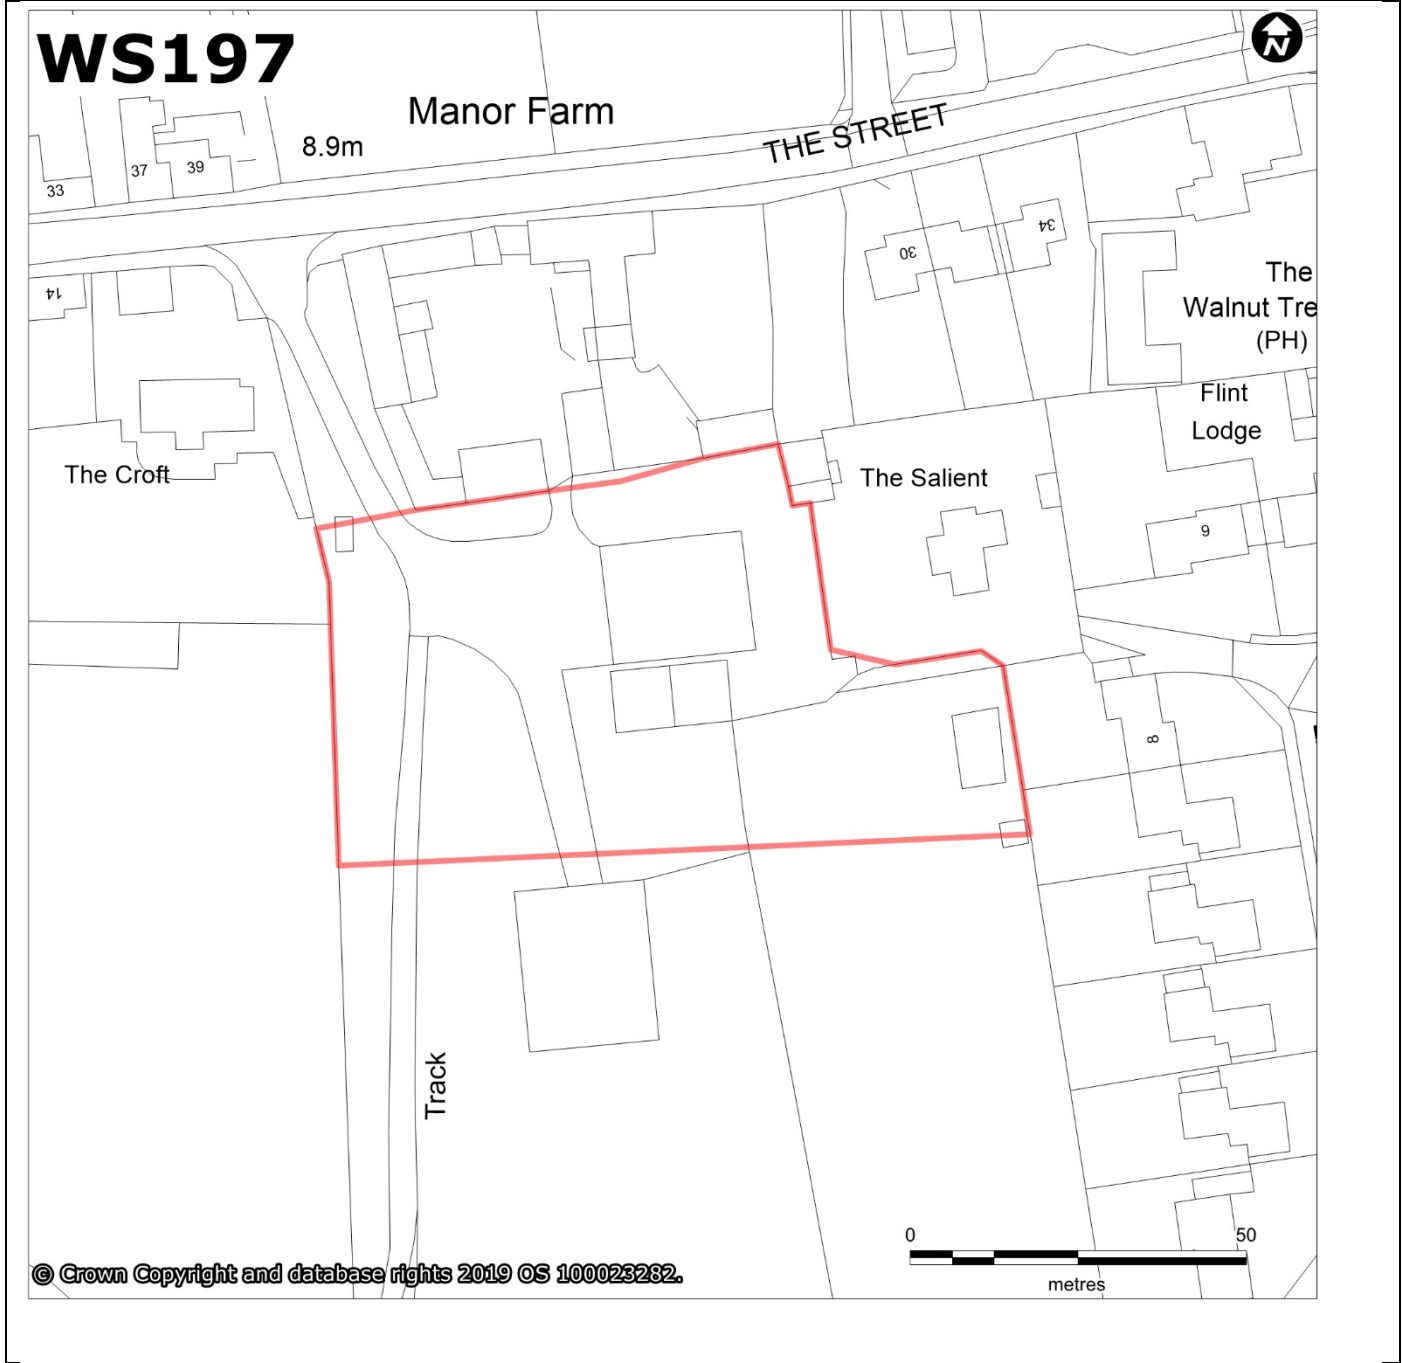 WS197
N
Manor Farm
THE STREET
8.9m
37
39
33
34
30
14
The
Walnut Tre
(PH)
Flint
Lodge
The Croft
The Salient
9
8
Track
0
50
metres
© Crown Copyright and database rights 2019 OS 100023282.